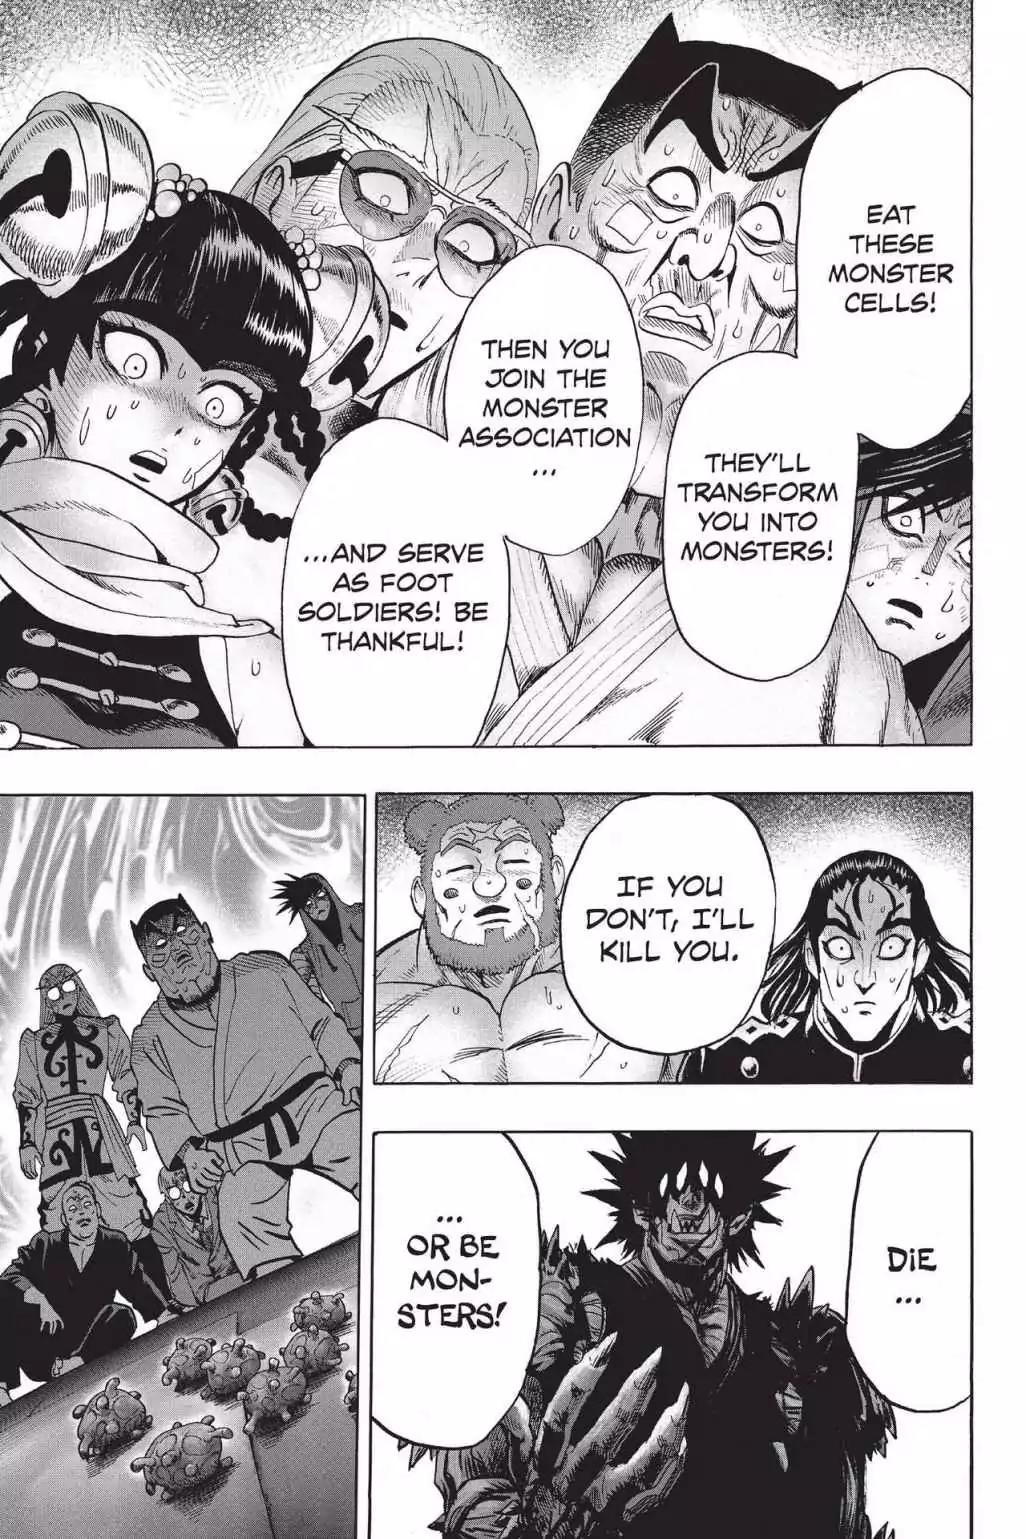 EAT
THESE
MONSTER
CELLS!
THEY'LL
TRANSFORM
YOU INTO
MONSTERS!
THEN YOU
JOIN THE
MONSTER
ASSOCIATION
...
...AND SERVE
AS FOOT
SOLDIERS! BE
THANKFUL!
IF YOU
DON'T, I'LL
KILL YOU.
DIE
...
...
OR BE
MON-
STERS!